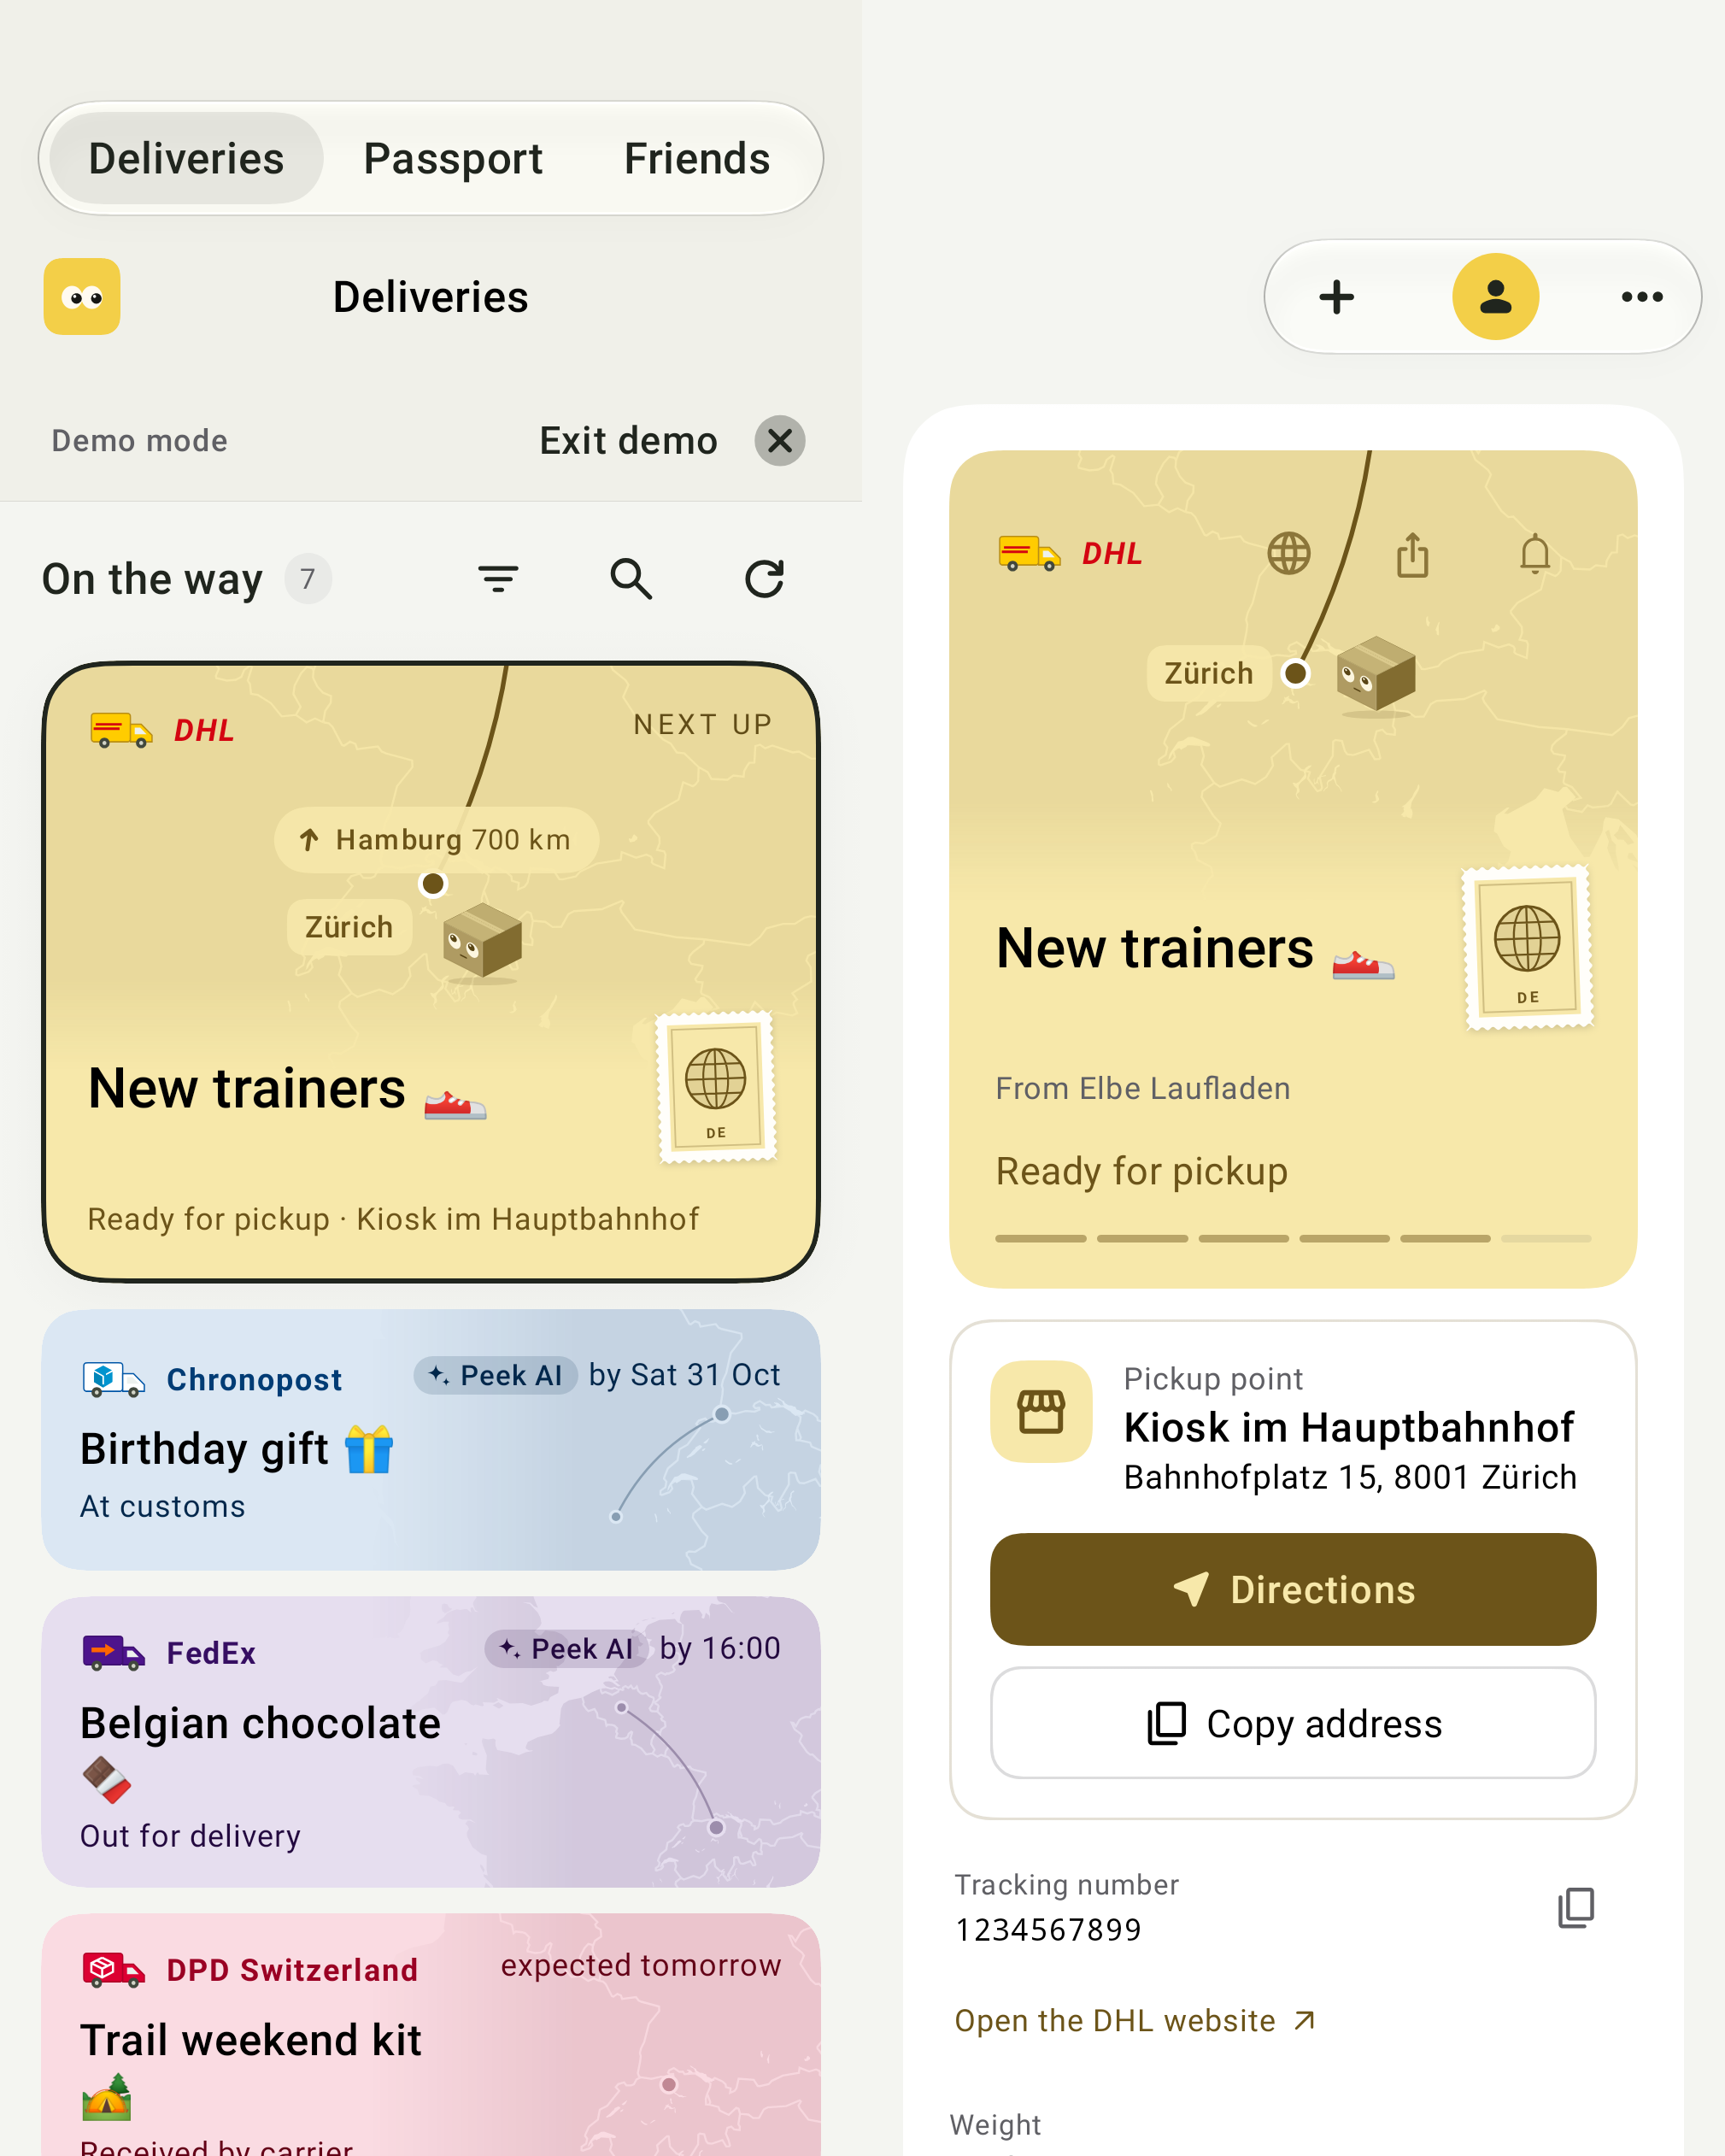 Deliveries Passport Friends
Deliveries
Demo mode Exit demo
On the way 7
DHL NEXT UP
Hamburg 700 km
Zürich
New trainers
DE
Ready for pickup · Kiosk im Hauptbahnhof
Chronopost Peek AI by Sat 31 Oct
Birthday gift
At customs
FedEx Peek AI by 16:00
Belgian chocolate
Out for delivery
DPD Switzerland expected tomorrow
Trail weekend kit
Received by carrier
DHL
Zürich
New trainers
DE
From Elbe Laufladen
Ready for pickup
Pickup point
Kiosk im Hauptbahnhof
Bahnhofplatz 15, 8001 Zürich
Directions
Copy address
Tracking number
1234567899
Open the DHL website
Weight